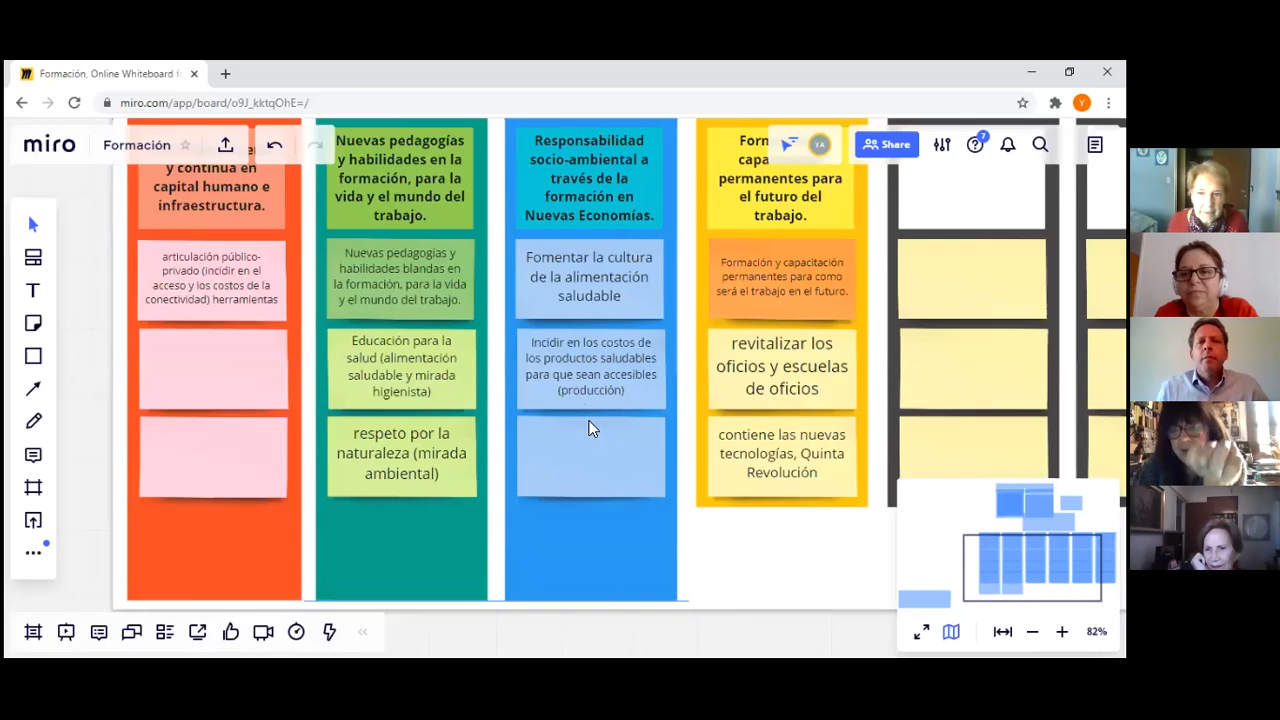 Formación, Online Whiteboard fo
miro.com/app/board/o9J_kktqOhE=/
Y
miro
Formación
YA
Share
7
y continua en
capital humano e
infraestructura.
articulación público-
privado (incidir en el
acceso y los costos de la
conectividad) herramientas
Nuevas pedagogías
y habilidades en la
formación, para la
vida y el mundo del
trabajo.
Nuevas pedagogías y
habilidades blandas en
la formación, para la vida
y el mundo del trabajo.
Educación para la
salud (alimentación
saludable y mirada
higienista)
respeto por la
naturaleza (mirada
ambiental)
Responsabilidad
socio-ambiental a
través de la
formación en
Nuevas Economías.
Fomentar la cultura
de la alimentación
saludable
Incidir en los costos de
los productos saludables
para que sean accesibles
(producción)
permanentes para
el futuro del
trabajo.
Formación y capacitación
permanentes para como
será el trabajo en el futuro.
revitalizar los
oficios y escuelas
de oficios
contiene las nuevas
tecnologías, Quinta
Revolución
82%